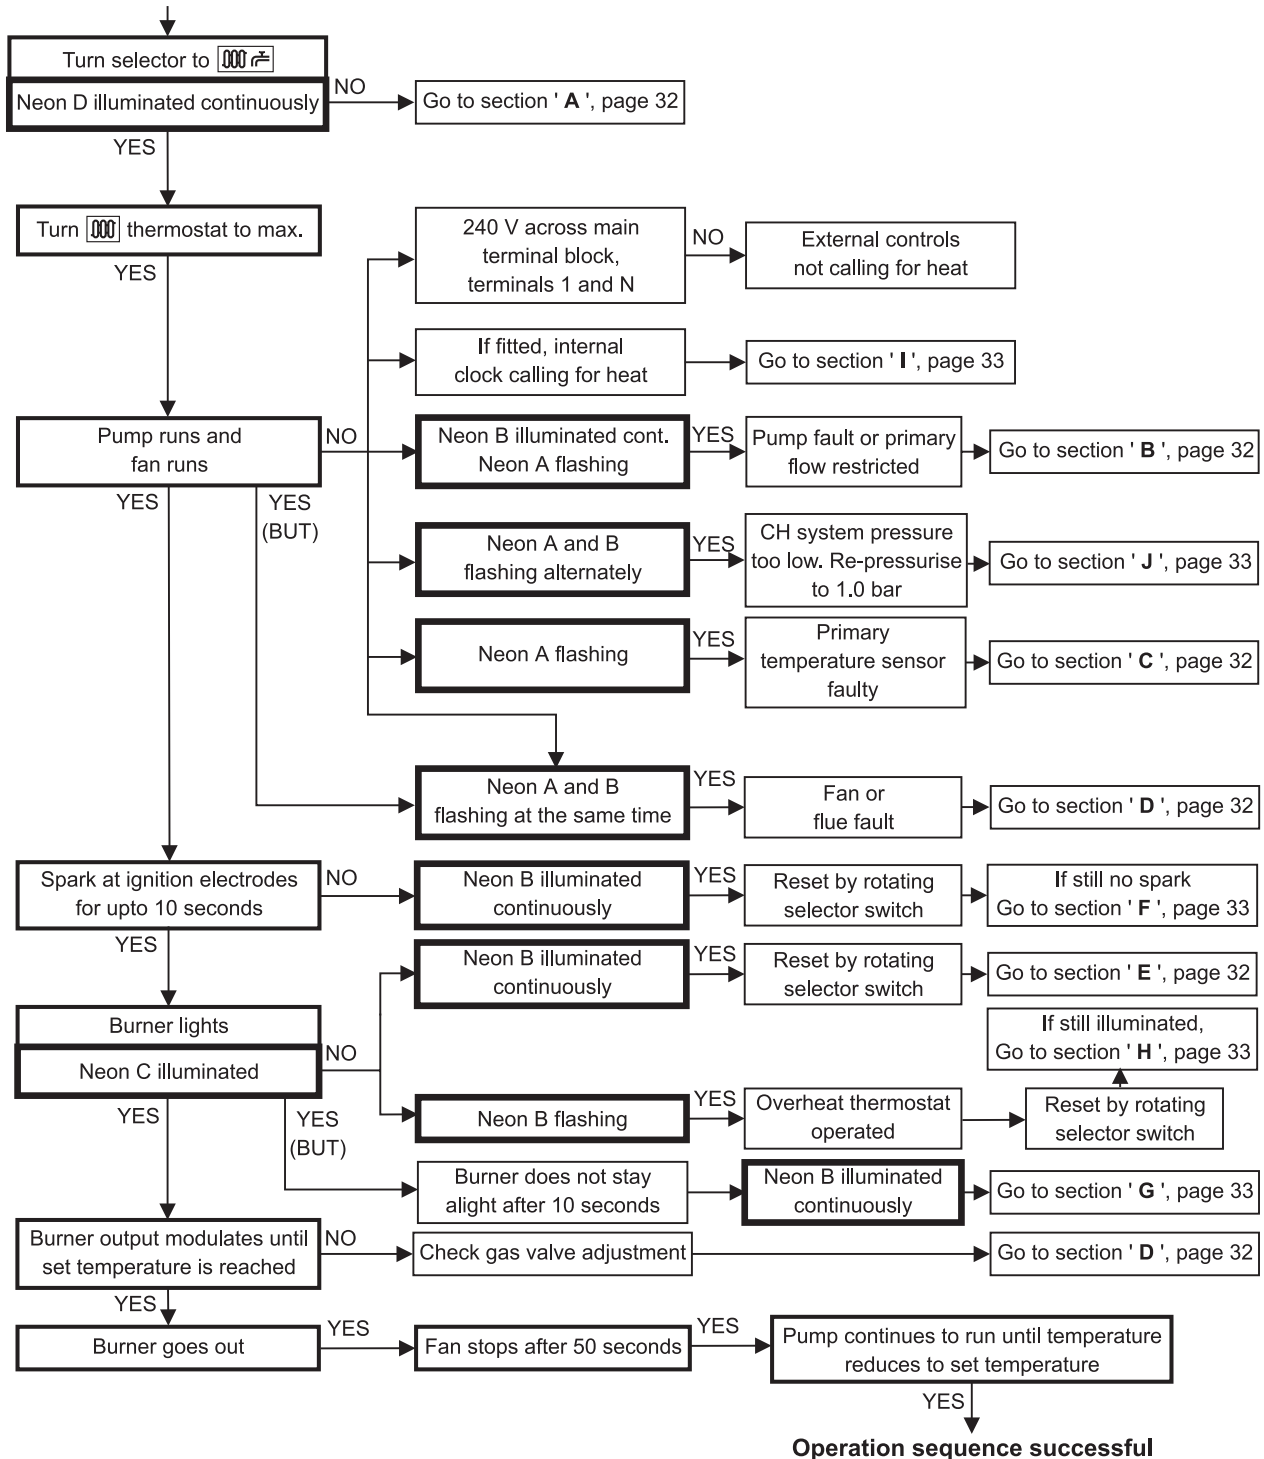 Turn selector to
Neon D illuminated continuously
NO
Go to section ' A ', page 32
YES
Turn thermostat to max.
YES
240 V across main
terminal block,
terminals 1 and N
NO
External controls
not calling for heat
If fitted, internal
clock calling for heat
Go to section ' I ', page 33
Pump runs and
fan runs
NO
Neon B illuminated cont.
Neon A flashing
YES
Pump fault or primary
flow restricted
Go to section ' B ', page 32
YES
YES
(BUT)
Neon A and B
flashing alternately
YES
CH system pressure
too low. Re-pressurise
to 1.0 bar
Go to section ' J ', page 33
Neon A flashing
YES
Primary
temperature sensor
faulty
Go to section ' C ', page 32
Neon A and B
flashing at the same time
YES
Fan or
flue fault
Go to section ' D ', page 32
Spark at ignition electrodes
for upto 10 seconds
NO
Neon B illuminated
continuously
YES
Reset by rotating
selector switch
If still no spark
Go to section ' F ', page 33
YES
Neon B illuminated
continuously
YES
Reset by rotating
selector switch
Go to section ' E ', page 32
Burner lights
Neon C illuminated
NO
If still illuminated,
Go to section ' H ', page 33
YES
YES
(BUT)
Neon B flashing
YES
Overheat thermostat
operated
Reset by rotating
selector switch
Burner does not stay
alight after 10 seconds
Neon B illuminated
continuously
Go to section ' G ', page 33
Burner output modulates until
set temperature is reached
NO
Check gas valve adjustment
Go to section ' D ', page 32
YES
Burner goes out
YES
Fan stops after 50 seconds
YES
Pump continues to run until temperature
reduces to set temperature
YES
Operation sequence successful